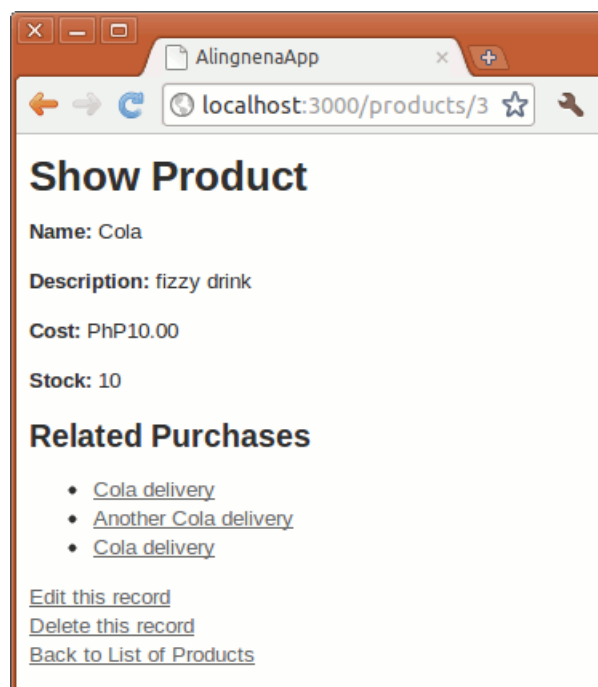 AlingnenaApp
localhost:3000/products/3
Show Product
Name: Cola
Description: fizzy drink
Cost: PhP10.00
Stock: 10
Related Purchases
Cola delivery
Another Cola delivery
Cola delivery
Edit this record
Delete this record
Back to List of Products